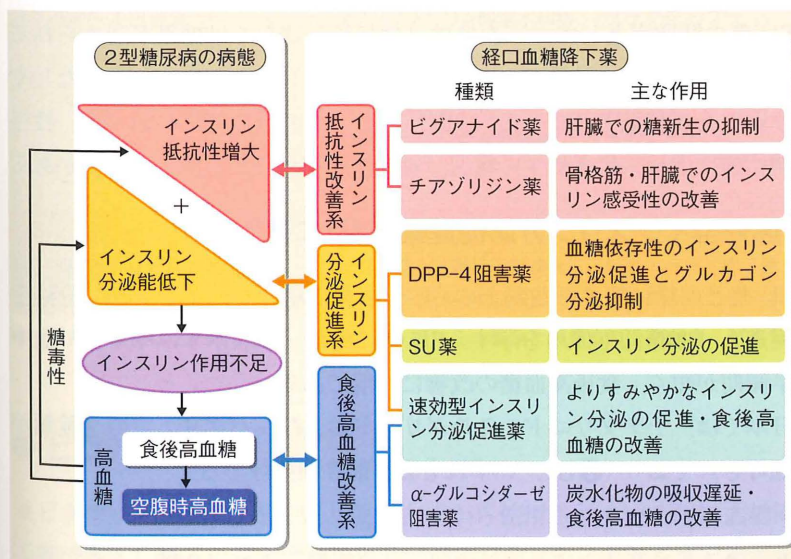 2型糖尿病の病態
インスリン
抵抗性増大
+
インスリン
分泌能低下
インスリン作用不足
高血糖
食後高血糖
空腹時高血糖
糖毒性
経口血糖降下薬
種類
主な作用
インスリン
抵抗性改善系
ビグアナイド薬
肝臓での糖新生の抑制
チアゾリジン薬
骨格筋・肝臓でのインス
リン感受性の改善
インスリン
分泌促進系
DPP-4阻害薬
血糖依存性のインスリン
分泌促進とグルカゴン
分泌抑制
SU薬
インスリン分泌の促進
食後高血糖改善系
速効型インスリ
ン分泌促進薬
よりすみやかなインスリ
ン分泌の促進・食後高
血糖の改善
α-グルコシダーゼ
阻害薬
炭水化物の吸収遅延・
食後高血糖の改善